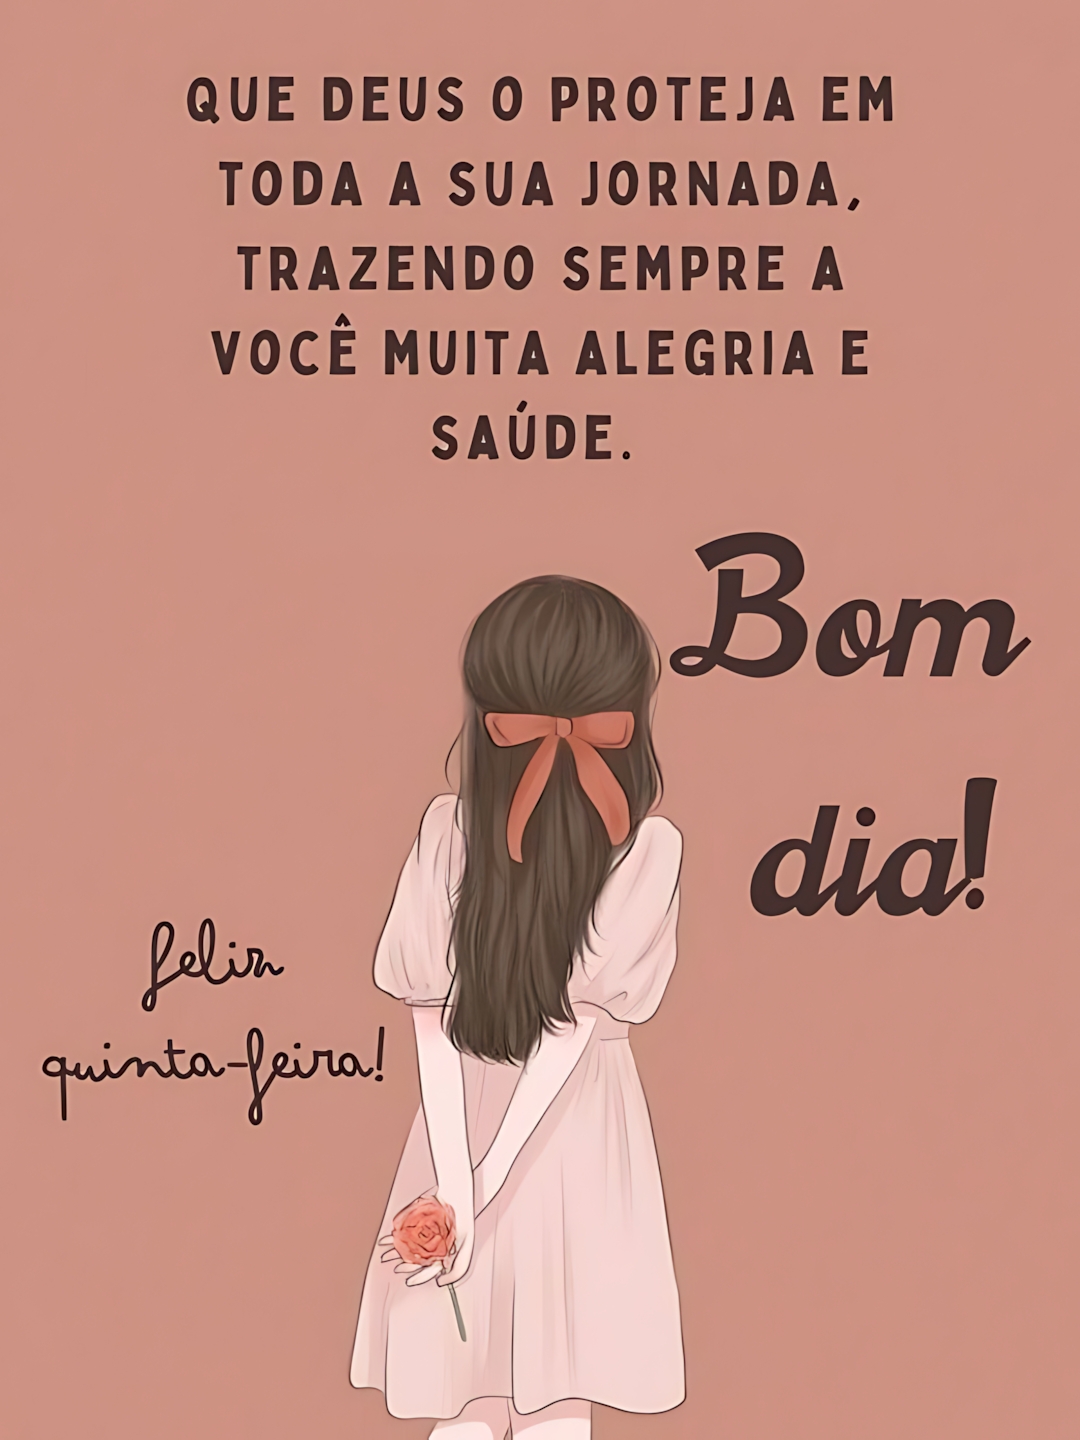 QUE DEUS O PROTEJA EM
TODA A SUA JORNADA,
TRAZENDO SEMPRE A
VOCÊ MUITA ALEGRIA E
SAÚDE.
Bom
dia!
feliz
quinta-feira!